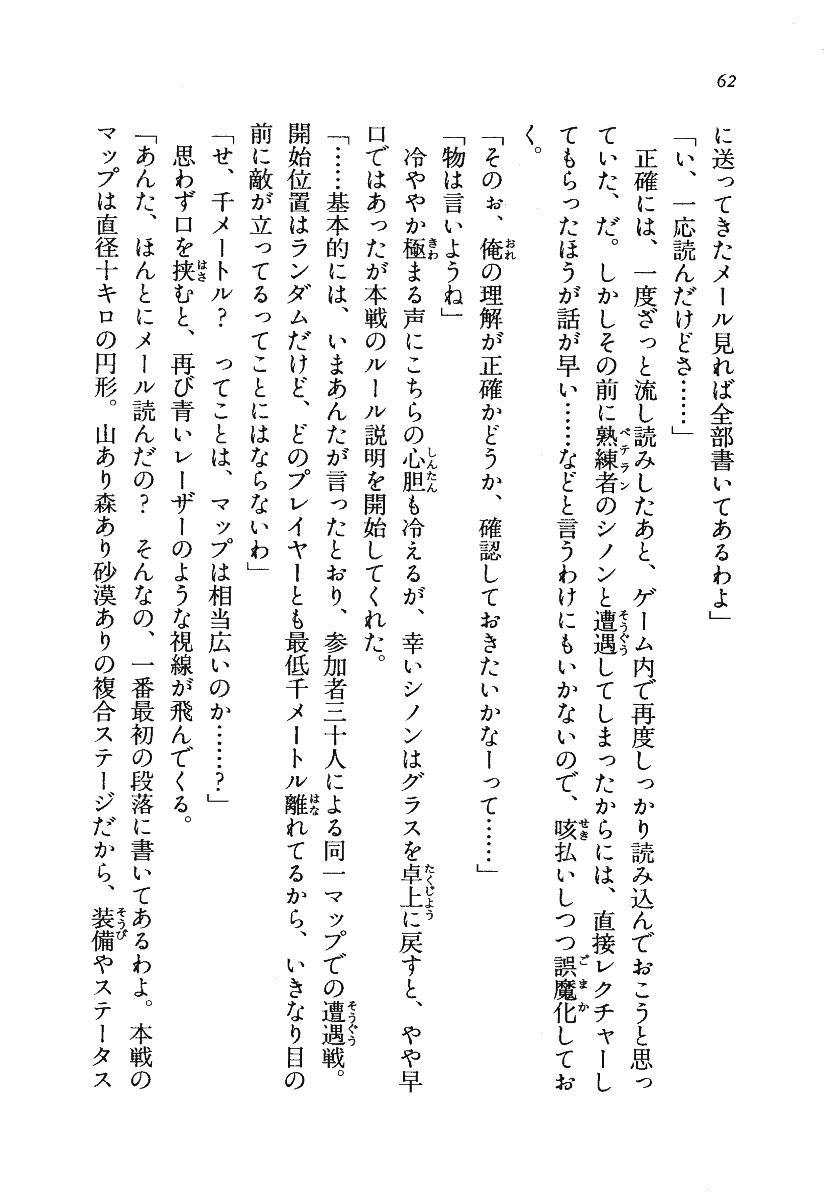 62
に送ってきたメール見れば全部書いてあるわよ」
「い、一応読んだけどさ……」
　正確には、一度ざっと流し読みしたあと、ゲーム内で再度しっかり読み込んでおこうと思っ
ていた、だ。しかしその前に熟練者のシノンと遭遇してしまったからには、直接レクチャーし
てもらったほうが話が早い……などと言うわけにもいかないので、咳払いしつつ誤魔化してお
く。
「そのぉ、俺の理解が正確かどうか、確認しておきたいかなーって……」
「物は言いようね」
　冷ややか極まる声にこちらの心胆も冷えるが、幸いシノンはグラスを卓上に戻すと、やや早
口ではあったが本戦のルール説明を開始してくれた。
「……基本的には、いまあんたが言ったとおり、参加者三十人による同一マップでの遭遇戦。
開始位置はランダムだけど、どのプレイヤーとも最低千メートル離れてるから、いきなり目の
前に敵が立ってるってことにはならないわ」
「せ、千メートル？　ってことは、マップは相当広いのか……？」
　思わず口を挟むと、再び青いレーザーのような視線が飛んでくる。
「あんた、ほんとにメール読んだの？　そんなの、一番最初の段落に書いてあるわよ。本戦の
マップは直径十キロの円形。山あり森あり砂漠ありの複合ステージだから、装備やステータス